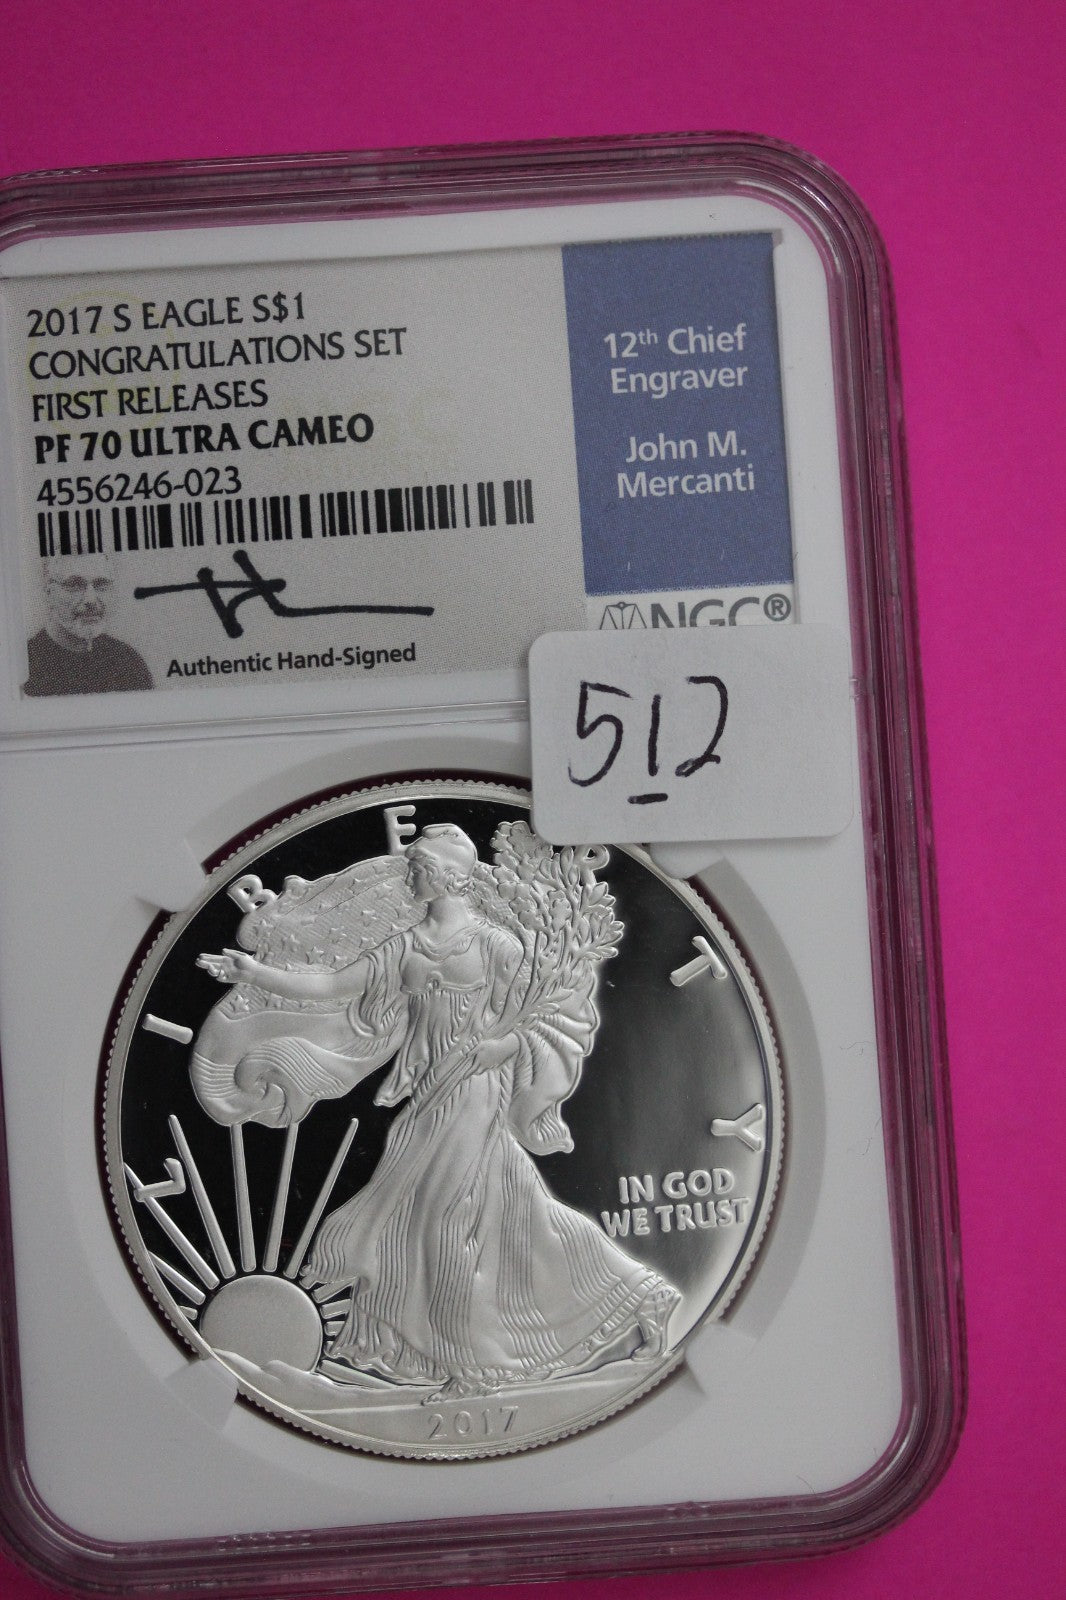 2017 S EAGLE S$1
CONGRATULATIONS SET
FIRST RELEASES
PF 70 ULTRA CAMEO
4556246-023
Authentic Hand-Signed
12th Chief
Engraver
John M.
Mercanti
NGC®
512
LIBERTY
IN GOD
WE TRUST
2017